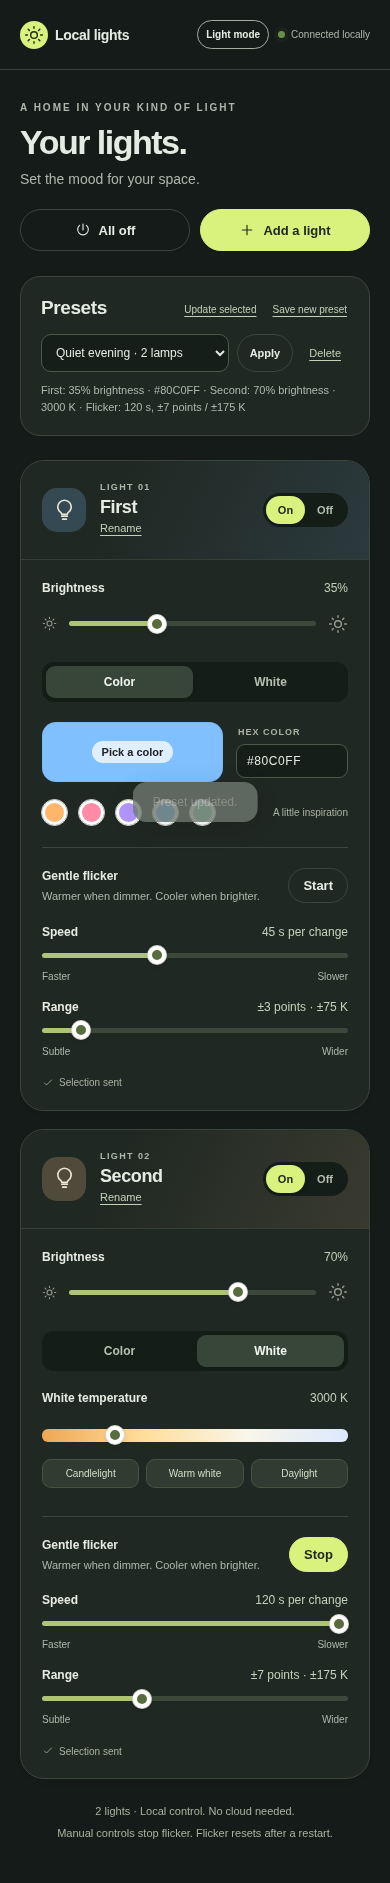 Local lights
Light mode
Connected locally
A HOME IN YOUR KIND OF LIGHT
Your lights.
Set the mood for your space.
All off
Add a light
Presets
Update selected
Save new preset
Quiet evening · 2 lamps
Apply
Delete
First: 35% brightness · #80C0FF · Second: 70% brightness ·
3000 K · Flicker: 120 s, ±7 points / ±175 K
LIGHT 01
First
Rename
On
Off
Brightness
35%
Color
White
Pick a color
HEX COLOR
#80C0FF
Preset updated.
A little inspiration
Gentle flicker
Warmer when dimmer. Cooler when brighter.
Start
Speed
45 s per change
Faster
Slower
Range
±3 points · ±75 K
Subtle
Wider
Selection sent
LIGHT 02
Second
Rename
On
Off
Brightness
70%
Color
White
White temperature
3000 K
Candlelight
Warm white
Daylight
Gentle flicker
Warmer when dimmer. Cooler when brighter.
Stop
Speed
120 s per change
Faster
Slower
Range
±7 points · ±175 K
Subtle
Wider
Selection sent
2 lights · Local control. No cloud needed.
Manual controls stop flicker. Flicker resets after a restart.